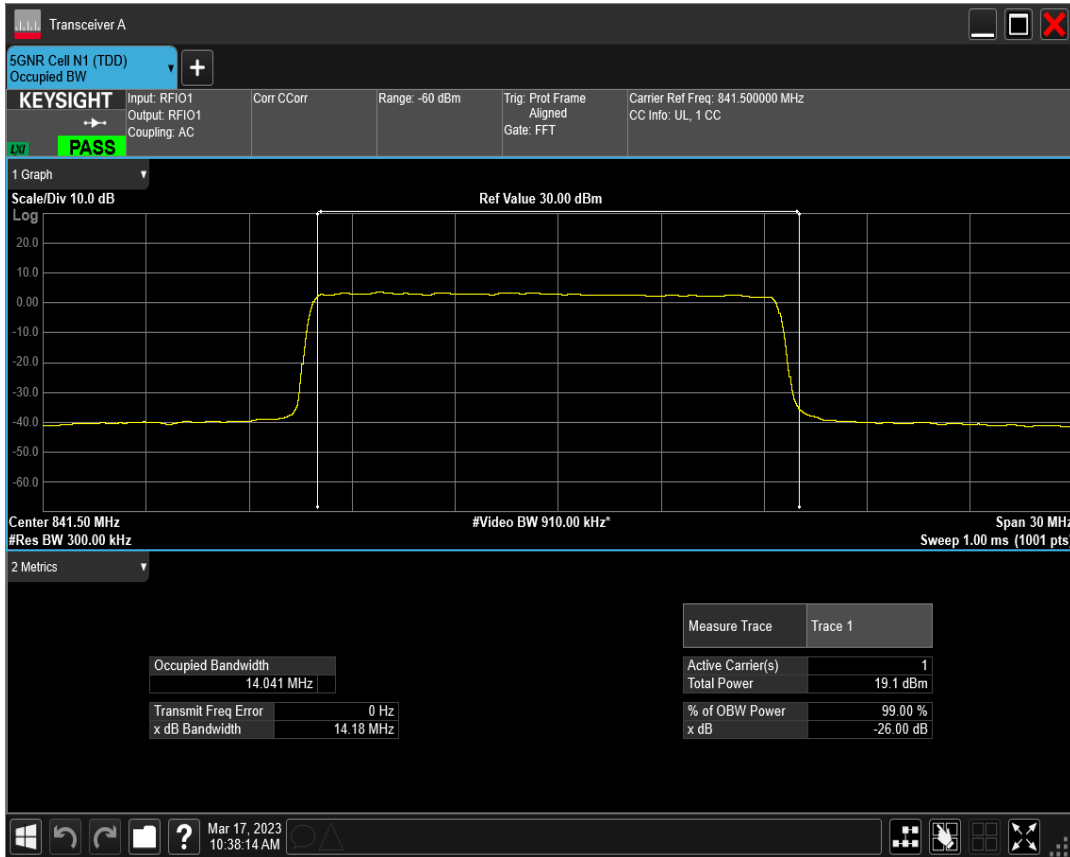 Transceiver A
5GNR Cell N1 (TDD)
Occupied BW
+
KEYSIGHT
LXI
PASS
Input: RFIO1
Output: RFIO1
Coupling: AC
Corr CCorr
Range: -60 dBm
Trig: Prot Frame
Aligned
Gate: FFT
Carrier Ref Freq: 841.500000 MHz
CC Info: UL, 1 CC
1 Graph
Scale/Div 10.0 dB
Ref Value 30.00 dBm
Log
20.0
10.0
0.00
-10.0
-20.0
-30.0
-40.0
-50.0
-60.0
Center 841.50 MHz
#Video BW 910.00 kHz*
Span 30 MHz
#Res BW 300.00 kHz
Sweep 1.00 ms (1001 pts)
2 Metrics
Measure Trace Trace 1
Occupied Bandwidth
14.041 MHz
Active Carrier(s) 1
Total Power 19.1 dBm
Transmit Freq Error 0 Hz
x dB Bandwidth 14.18 MHz
% of OBW Power 99.00 %
x dB -26.00 dB
?
Mar 17, 2023
10:38:14 AM